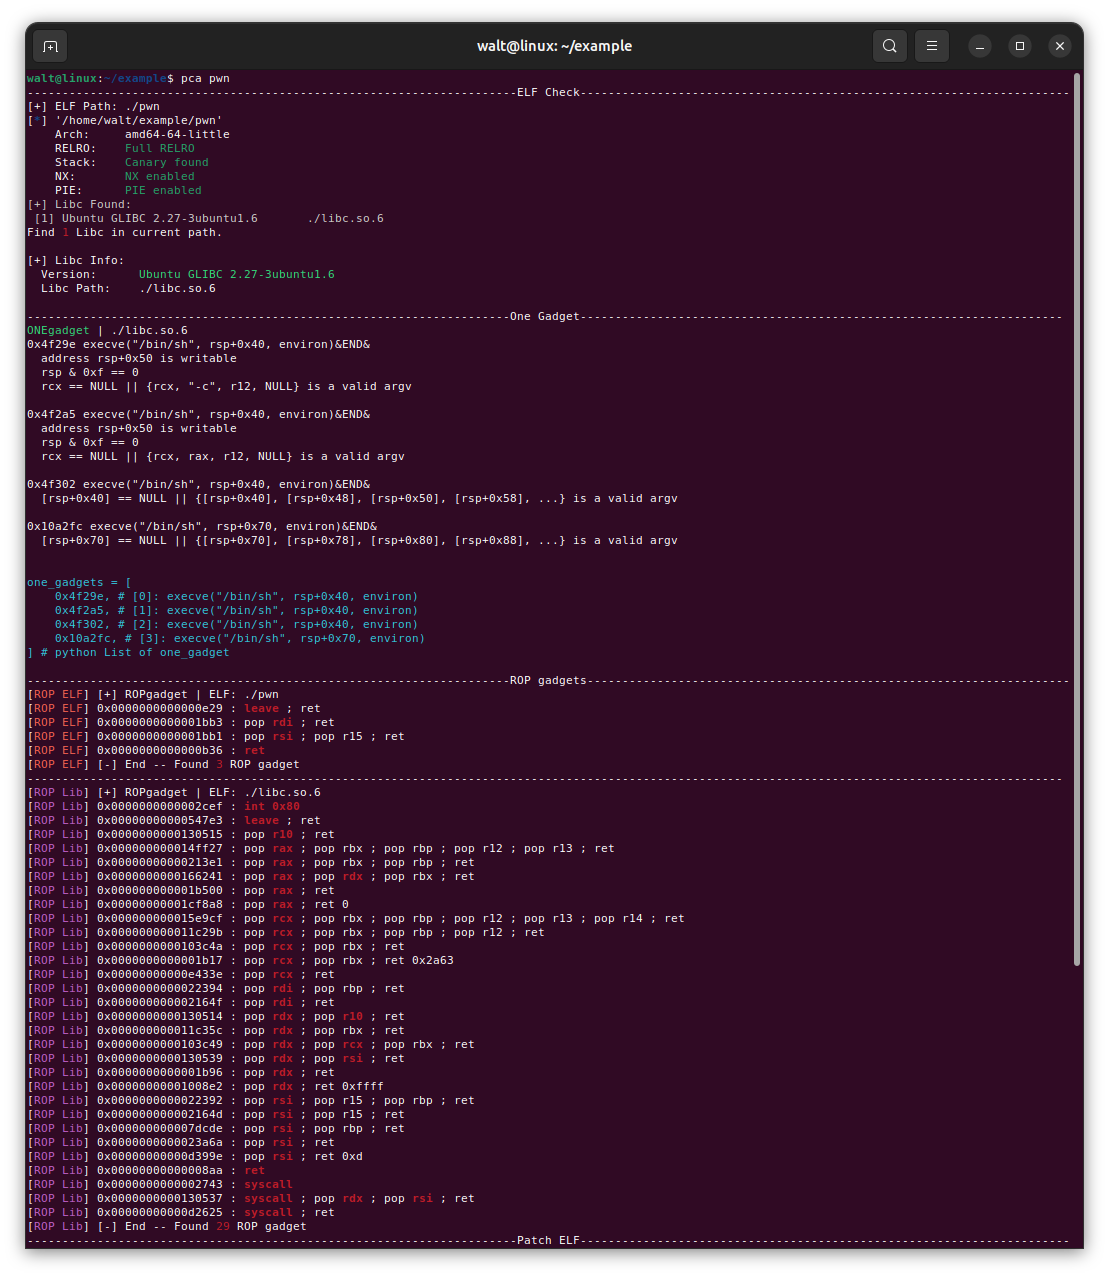 walt@linux: ~/example
walt@linux:~/example$ pca pwn
----------------------------------------------------------------------ELF Check----------------------------------------------------------------------
[+] ELF Path: ./pwn
[*] '/home/walt/example/pwn'
    Arch:     amd64-64-little
    RELRO:    Full RELRO
    Stack:    Canary found
    NX:       NX enabled
    PIE:      PIE enabled
[+] Libc Found:
 [1] Ubuntu GLIBC 2.27-3ubuntu1.6       ./libc.so.6
Find 1 Libc in current path.
[+] Libc Info:
  Version:      Ubuntu GLIBC 2.27-3ubuntu1.6
  Libc Path:    ./libc.so.6
---------------------------------------------------------------------One Gadget---------------------------------------------------------------------
ONEgadget | ./libc.so.6
0x4f29e execve("/bin/sh", rsp+0x40, environ)&END&
  address rsp+0x50 is writable
  rsp & 0xf == 0
  rcx == NULL || {rcx, "-c", r12, NULL} is a valid argv
0x4f2a5 execve("/bin/sh", rsp+0x40, environ)&END&
  address rsp+0x50 is writable
  rsp & 0xf == 0
  rcx == NULL || {rcx, rax, r12, NULL} is a valid argv
0x4f302 execve("/bin/sh", rsp+0x40, environ)&END&
  [rsp+0x40] == NULL || {[rsp+0x40], [rsp+0x48], [rsp+0x50], [rsp+0x58], ...} is a valid argv
0x10a2fc execve("/bin/sh", rsp+0x70, environ)&END&
  [rsp+0x70] == NULL || {[rsp+0x70], [rsp+0x78], [rsp+0x80], [rsp+0x88], ...} is a valid argv
one_gadgets = [
    0x4f29e, # [0]: execve("/bin/sh", rsp+0x40, environ)
    0x4f2a5, # [1]: execve("/bin/sh", rsp+0x40, environ)
    0x4f302, # [2]: execve("/bin/sh", rsp+0x40, environ)
    0x10a2fc, # [3]: execve("/bin/sh", rsp+0x70, environ)
] # python List of one_gadget
---------------------------------------------------------------------ROP gadgets---------------------------------------------------------------------
[ROP ELF] [+] ROPgadget | ELF: ./pwn
[ROP ELF] 0x0000000000000e29 : leave ; ret
[ROP ELF] 0x0000000000001bb3 : pop rdi ; ret
[ROP ELF] 0x0000000000001bb1 : pop rsi ; pop r15 ; ret
[ROP ELF] 0x0000000000000b36 : ret
[ROP ELF] [-] End -- Found 3 ROP gadget
----------------------------------------------------------------------------------------------------------------------------------------------------
[ROP Lib] [+] ROPgadget | ELF: ./libc.so.6
[ROP Lib] 0x0000000000002cef : int 0x80
[ROP Lib] 0x00000000000547e3 : leave ; ret
[ROP Lib] 0x0000000000130515 : pop r10 ; ret
[ROP Lib] 0x000000000014ff27 : pop rax ; pop rbx ; pop rbp ; pop r12 ; pop r13 ; ret
[ROP Lib] 0x00000000000213e1 : pop rax ; pop rbx ; pop rbp ; ret
[ROP Lib] 0x0000000000166241 : pop rax ; pop rdx ; pop rbx ; ret
[ROP Lib] 0x000000000001b500 : pop rax ; ret
[ROP Lib] 0x00000000001cf8a8 : pop rax ; ret 0
[ROP Lib] 0x000000000015e9cf : pop rcx ; pop rbx ; pop rbp ; pop r12 ; pop r13 ; pop r14 ; ret
[ROP Lib] 0x000000000011c29b : pop rcx ; pop rbx ; pop rbp ; pop r12 ; ret
[ROP Lib] 0x0000000000103c4a : pop rcx ; pop rbx ; ret
[ROP Lib] 0x0000000000001b17 : pop rcx ; pop rbx ; ret 0x2a63
[ROP Lib] 0x00000000000e433e : pop rcx ; ret
[ROP Lib] 0x0000000000022394 : pop rdi ; pop rbp ; ret
[ROP Lib] 0x000000000002164f : pop rdi ; ret
[ROP Lib] 0x0000000000130514 : pop rdx ; pop r10 ; ret
[ROP Lib] 0x000000000011c35c : pop rdx ; pop rbx ; ret
[ROP Lib] 0x0000000000103c49 : pop rdx ; pop rcx ; pop rbx ; ret
[ROP Lib] 0x0000000000130539 : pop rdx ; pop rsi ; ret
[ROP Lib] 0x0000000000001b96 : pop rdx ; ret
[ROP Lib] 0x00000000001008e2 : pop rdx ; ret 0xffff
[ROP Lib] 0x0000000000022392 : pop rsi ; pop r15 ; pop rbp ; ret
[ROP Lib] 0x000000000002164d : pop rsi ; pop r15 ; ret
[ROP Lib] 0x000000000007dcde : pop rsi ; pop rbp ; ret
[ROP Lib] 0x0000000000023a6a : pop rsi ; ret
[ROP Lib] 0x00000000000d399e : pop rsi ; ret 0xd
[ROP Lib] 0x00000000000008aa : ret
[ROP Lib] 0x0000000000002743 : syscall
[ROP Lib] 0x0000000000130537 : syscall ; pop rdx ; pop rsi ; ret
[ROP Lib] 0x00000000000d2625 : syscall ; ret
[ROP Lib] [-] End -- Found 29 ROP gadget
----------------------------------------------------------------------Patch ELF----------------------------------------------------------------------